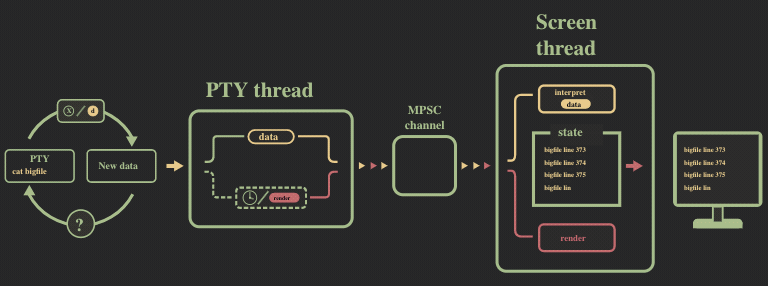 Screen
thread
PTY thread
MPSC
channel
d
PTY
cat bigfile
New data
?
data
render
interpret
data
state
bigfile line 373
bigfile line 374
bigfile line 375
bigfile lin
render
bigfile line 373
bigfile line 374
bigfile line 375
bigfile lin